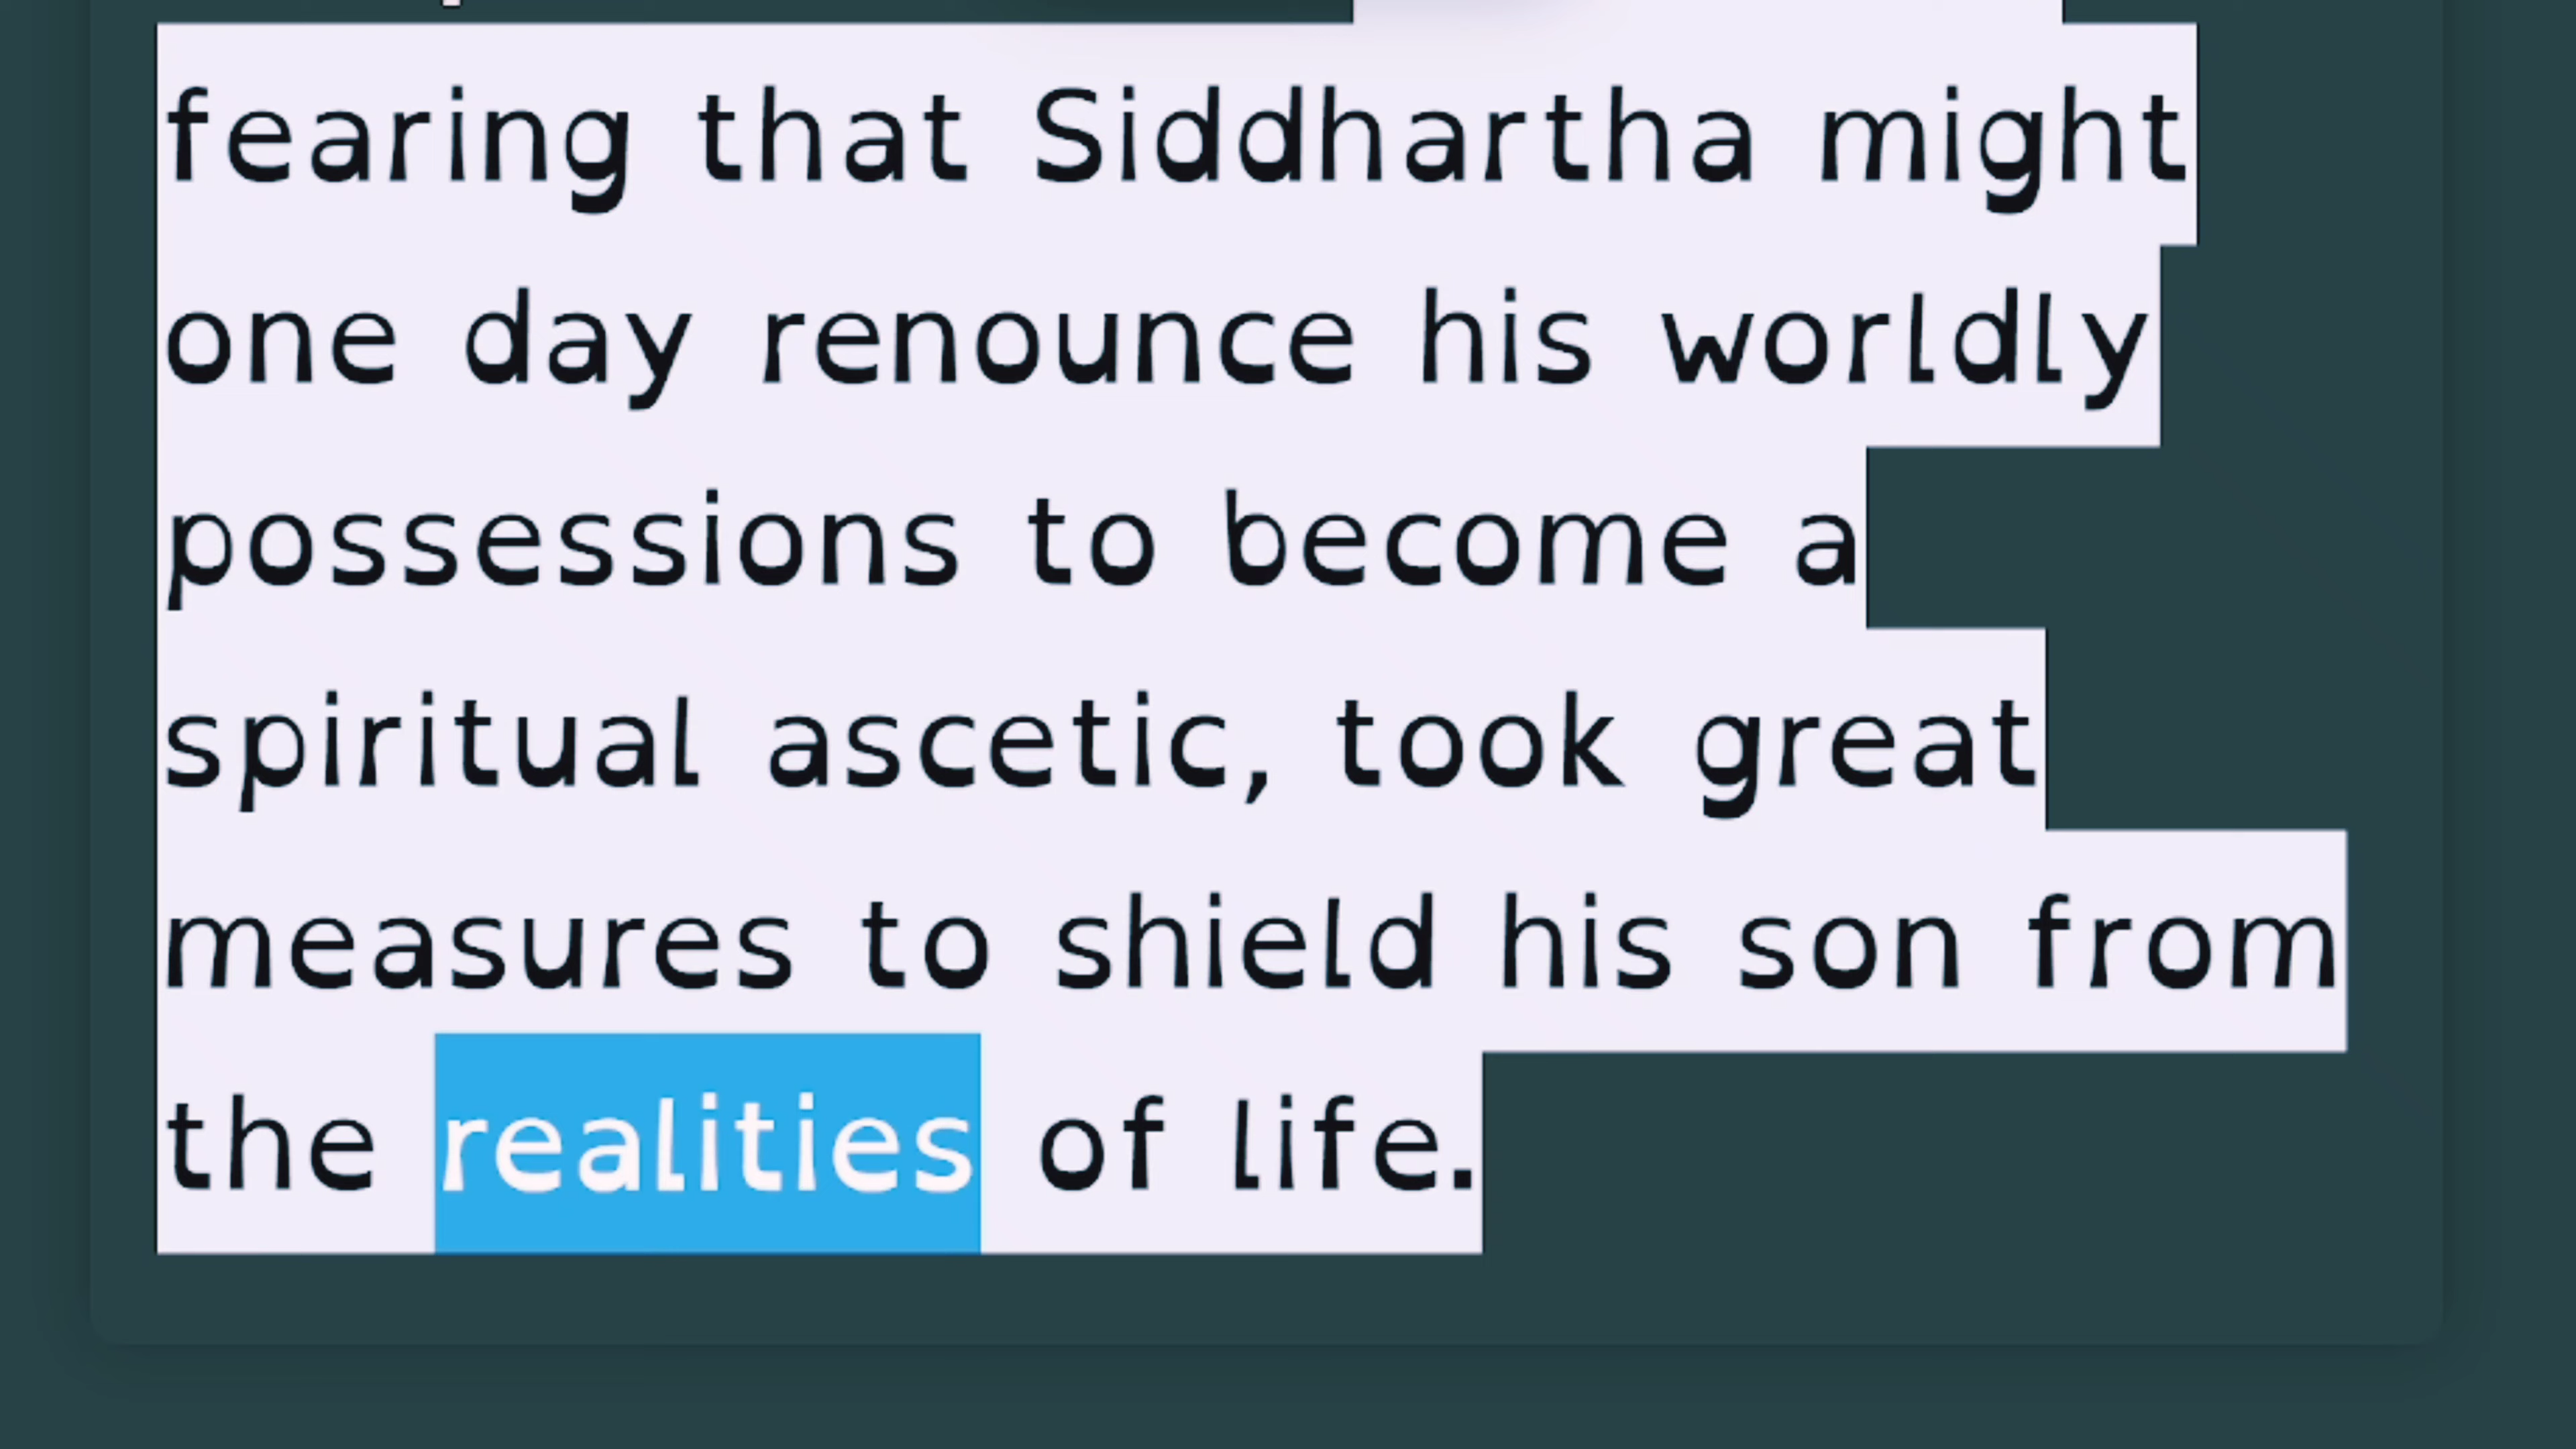 fearing that Siddhartha might
one day renounce his worldly
possessions to become a
spiritual ascetic, took great
measures to shield his son from
the realities of life.